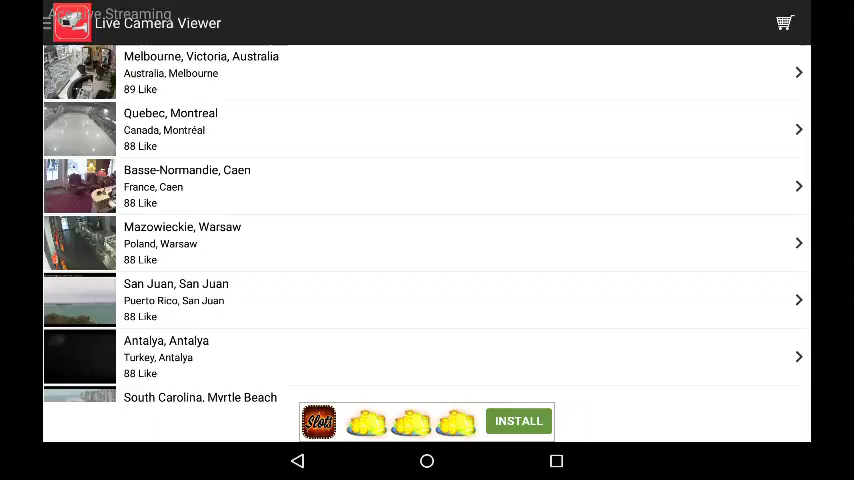 Live Camera Viewer
Melbourne, Victoria, Australia
Australia, Melbourne
89 Like
Quebec, Montreal
Canada, Montréal
88 Like
Basse-Normandie, Caen
France, Caen
88 Like
Mazowieckie, Warsaw
Poland, Warsaw
88 Like
San Juan, San Juan
Puerto Rico, San Juan
88 Like
Antalya, Antalya
Turkey, Antalya
88 Like
South Carolina, Myrtle Beach
Slots
INSTALL
Streaming